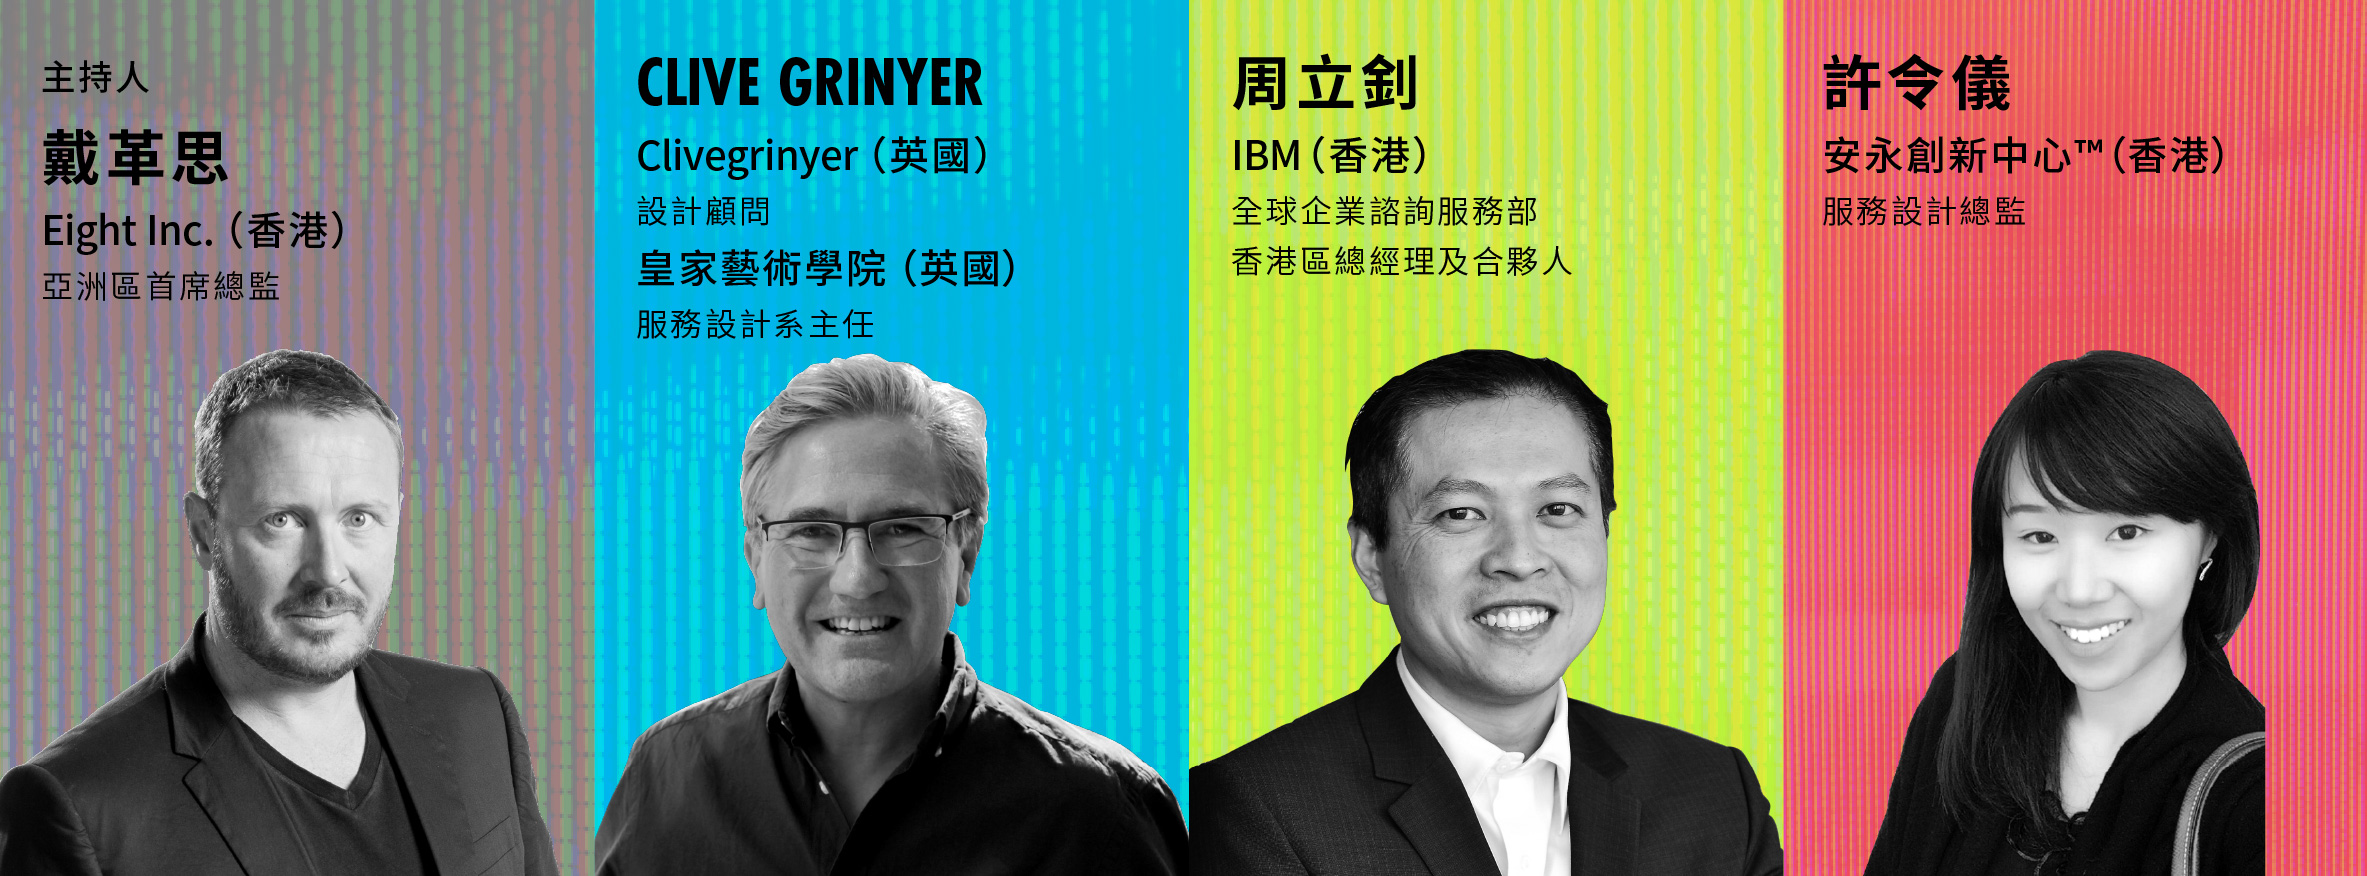 主持人
戴革思
Eight Inc.（香港）
亞洲區首席總監
CLIVE GRINYER
Clivegrinyer（英國）
設計顧問
皇家藝術學院（英國）
服務設計系主任
周立釗
IBM（香港）
全球企業諮詢服務部
香港區總經理及合夥人
許令儀
安永創新中心™（香港）
服務設計總監